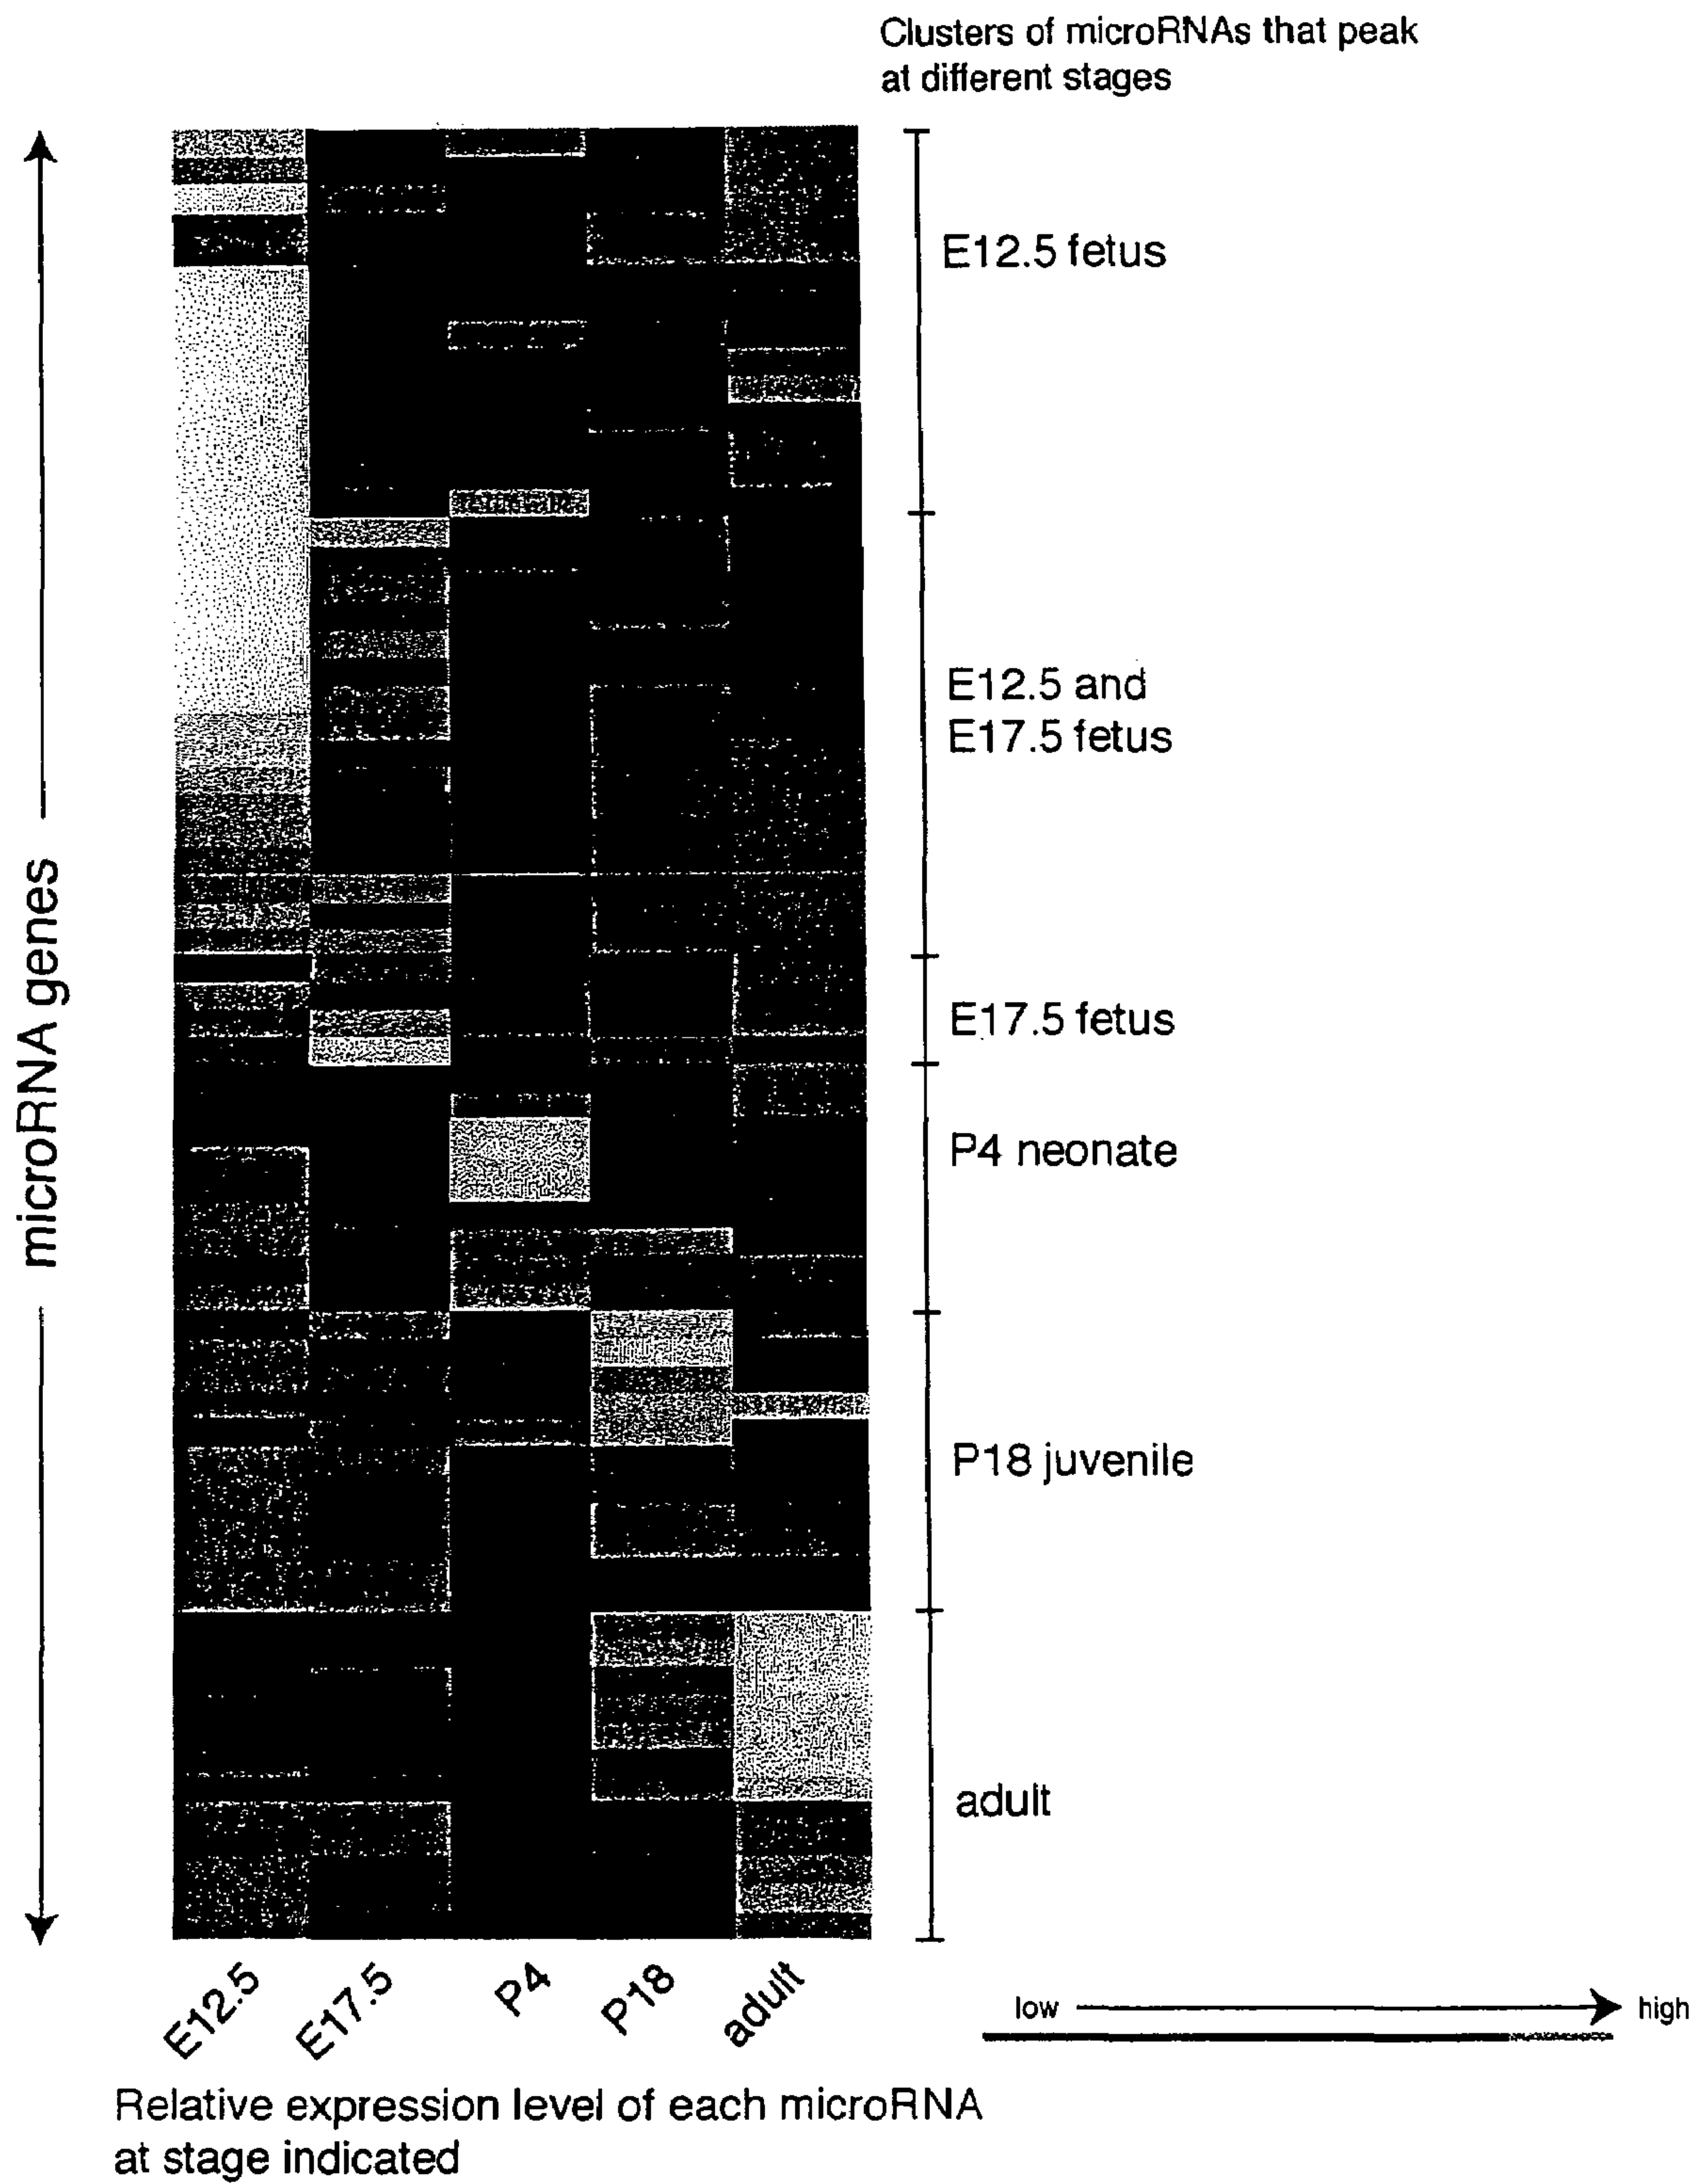 Clusters of microRNAs that peak
at different stages
microRNA genes
E12.5 fetus
E12.5 and
E17.5 fetus
E17.5 fetus
P4 neonate
P18 juvenile
adult
E12.5
E17.5
P4
P18
adult
low
high
Relative expression level of each microRNA
at stage indicated